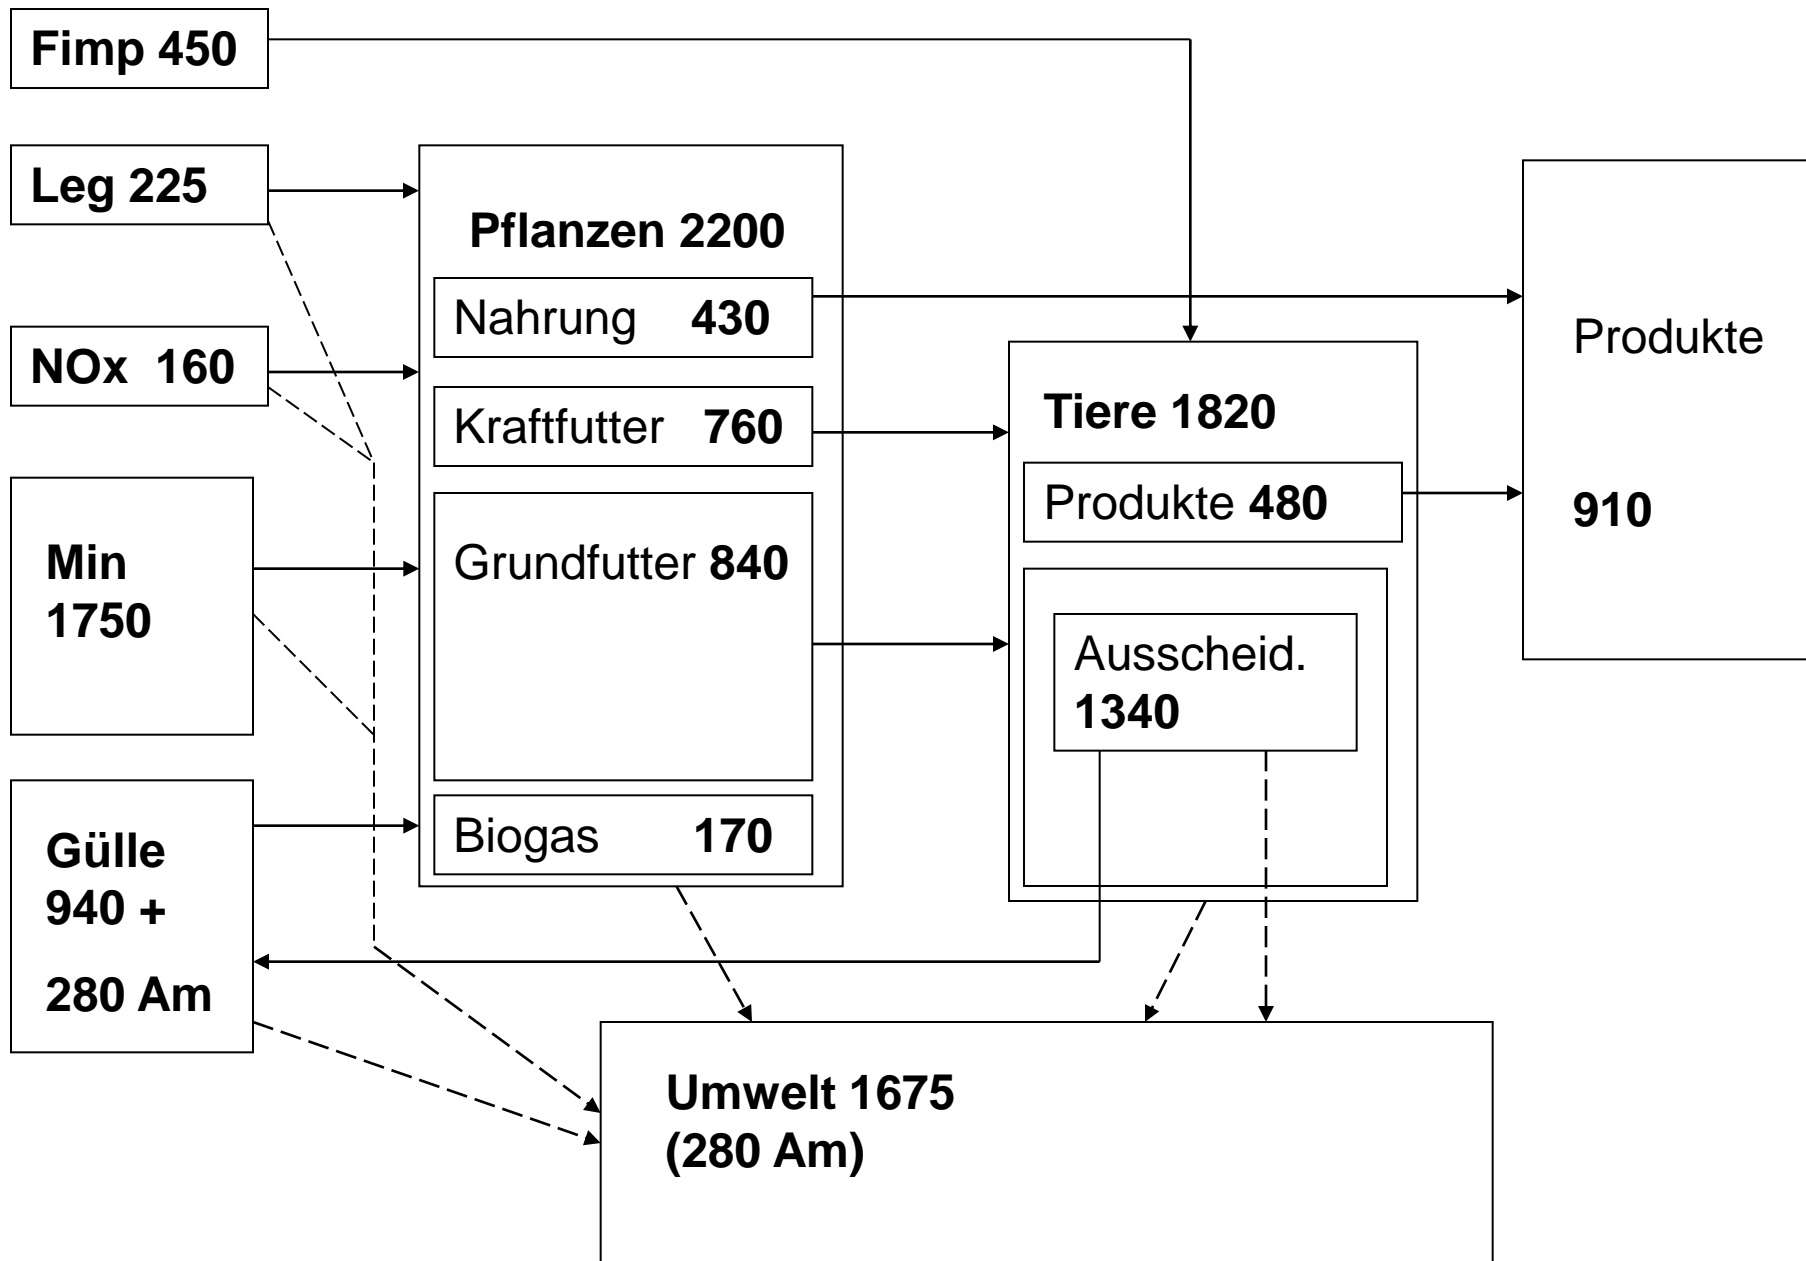 Fimp 450
Leg 225
NOx 160
Min
1750
Gülle
940 +
280 Am
Pflanzen 2200
Nahrung 430
Kraftfutter 760
Grundfutter 840
Biogas 170
Tiere 1820
Produkte 480
Ausscheid.
1340
Produkte
910
Umwelt 1675
(280 Am)